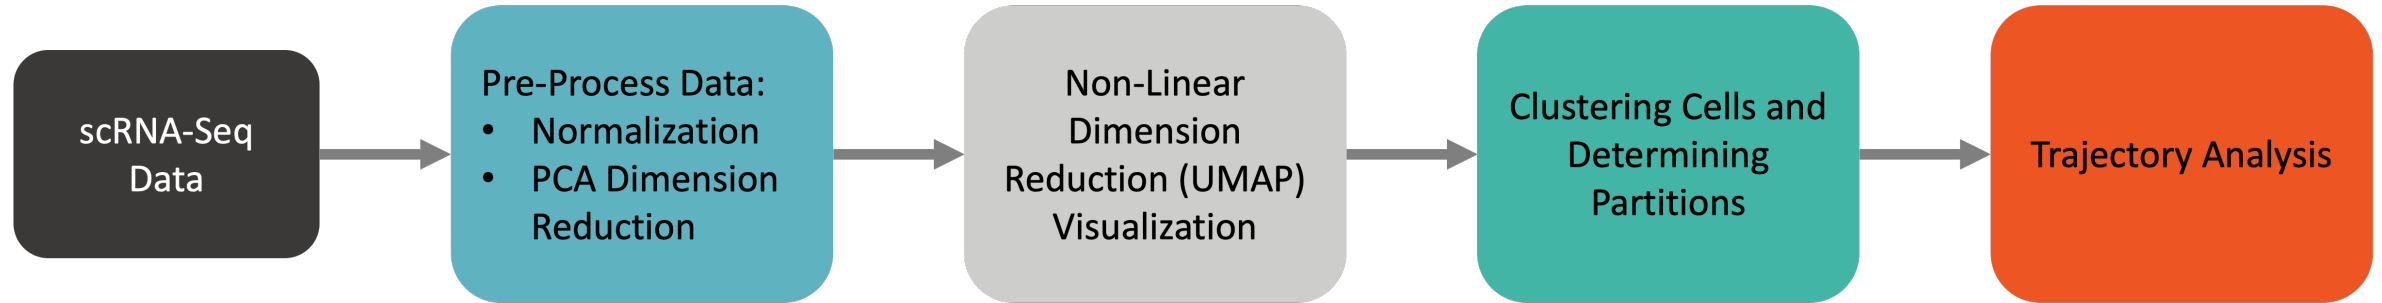 scRNA-Seq
Data
Pre-Process Data:
• Normalization
• PCA Dimension
Reduction
Non-Linear
Dimension
Reduction (UMAP)
Visualization
Clustering Cells and
Determining
Partitions
Trajectory Analysis